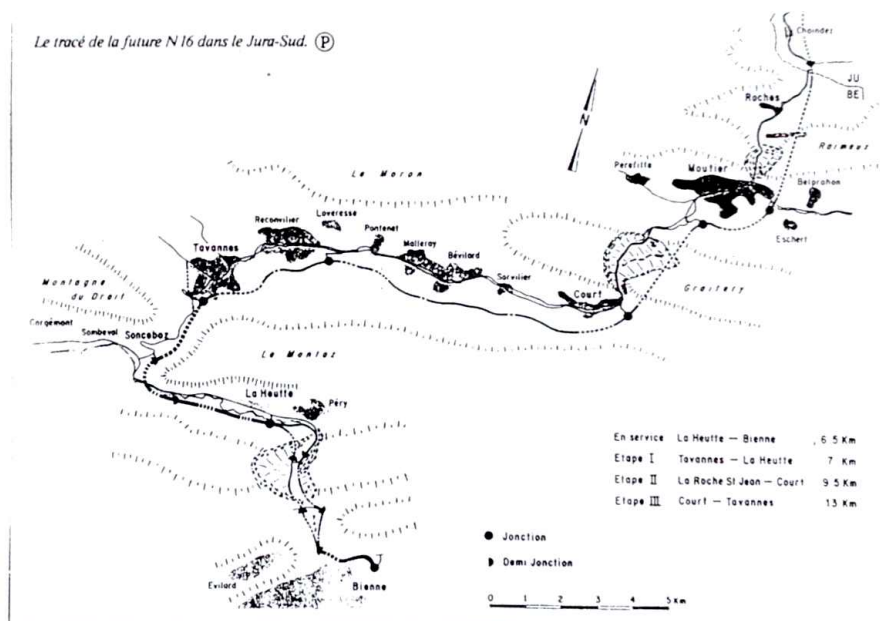 Le tracé de la future N16 dans le Jura-Sud. Ⓟ
Choindez
JU
BE
Roches
Raimeux
N
Le Moron
Perefitte
Moutier
Belprahon
Eschert
Loveresse
Reconvilier
Pontenet
Tavannes
Malleray
Bévilard
Sorvilier
Court
Graitery
Montagne
du Droit
Corgémont
Sombeval
Sonceboz
Le Montoz
La Heutte
Péry
En service La Heutte – Bienne 6.5 Km
Etape I Tavannes – La Heutte 7 Km
Etape II La Roche St Jean – Court 9.5 Km
Etape III Court – Tavannes 13 Km
Jonction
Demi Jonction
Evilard
Bienne
0 1 2 3 4 5 Km